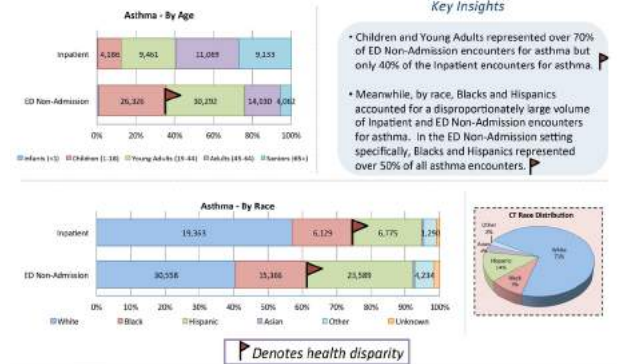 Key Insights
Asthma - By Age
Inpatient
9,461
11,069
9,133
ED Non-Admission
26,326
30,292
14,030
0% 20% 40% 60% 80% 100%
Infants (<1) Children (1-18) Young Adults (19-44) Adults (45-64) Seniors (65+)
• Children and Young Adults represented over 70%
of ED Non-Admission encounters for asthma but
only 40% of the Inpatient encounters for asthma.
• Meanwhile, by race, Blacks and Hispanics
accounted for a disproportionately large volume
of Inpatient and ED Non-Admission encounters
for asthma. In the ED Non-Admission setting
specifically, Blacks and Hispanics represented
over 50% of all asthma encounters.
Asthma - By Race
Inpatient
19,363
6,129
6,775
ED Non-Admission
30,558
15,366
23,589
4,234
0% 10% 20% 30% 40% 50% 60% 70% 80% 90% 100%
White Black Hispanic Asian Other Unknown
CT Race Distribution
Other
Asian
Hispanic
14%
Black
White
71%
Denotes health disparity